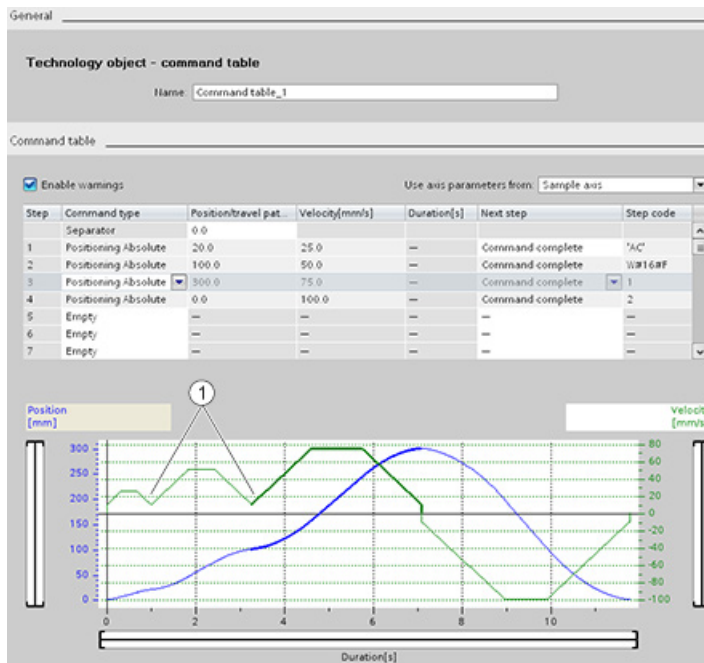 General
Technology object - command table
Name: Command table_1
Command table
Enable warnings
Use axis parameters from: Sample axis
Step Command type Position/travel pat... Velocity[mm/s] Duration[s] Next step Step code
Separator 0.0
1 Positioning Absolute 20.0 25.0 — Command complete 'AC'
2 Positioning Absolute 100.0 50.0 — Command complete W#16#F
3 Positioning Absolute 300.0 75.0 — Command complete 1
4 Positioning Absolute 0.0 100.0 — Command complete 2
5 Empty — — — — —
6 Empty — — — — —
7 Empty — — — — —
1
Position
[mm]
Velocit
[mm/s
300 80
250 60
40
200 20
0
150 -20
100 -40
-60
50 -80
0 -100
0 2 4 6 8 10
Duration[s]